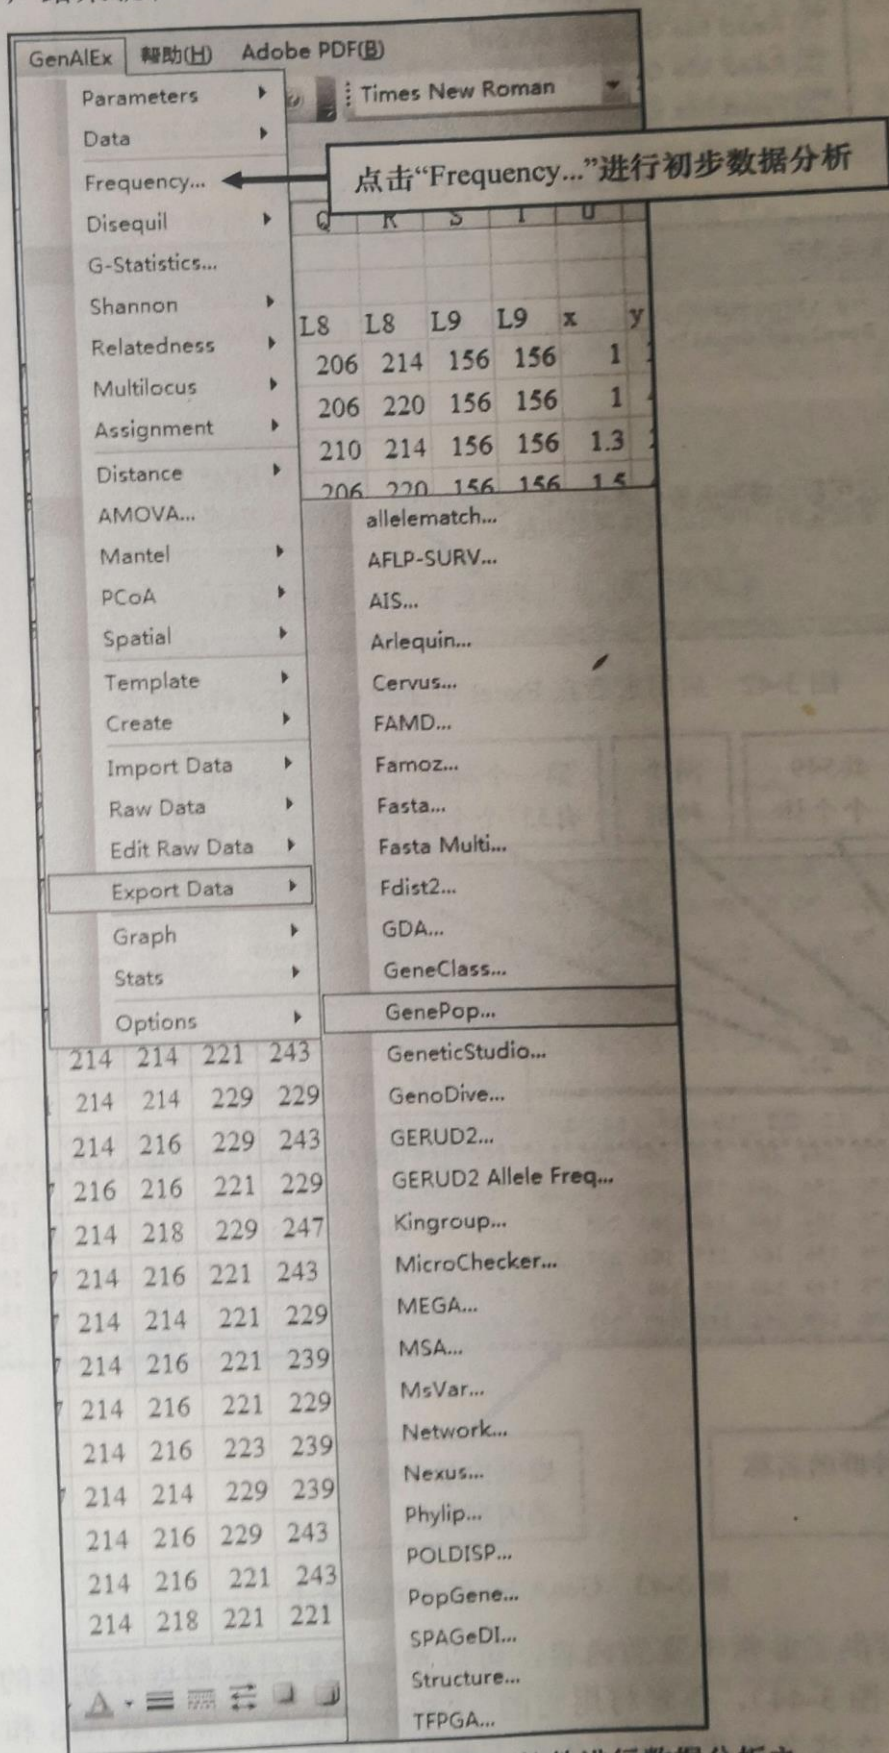 GenAlEx 帮助(H) Adobe PDF(B)
Times New Roman
Parameters
Data
点击“Frequency...”进行初步数据分析
Frequency...
Disequil
G-Statistics...
Shannon
Relatedness
Multilocus
Assignment
Distance
AMOVA...
Mantel
PCoA
Spatial
Template
Create
Import Data
Raw Data
Edit Raw Data
Export Data
Graph
Stats
Options
Q R S T U
L8 L8 L9 L9 x y
206 214 156 156 1
206 220 156 156 1
210 214 156 156 1.3
206 220 156 156 1.5
allelematch...
AFLP-SURV...
AIS...
Arlequin...
Cervus...
FAMD...
Famoz...
Fasta...
Fasta Multi...
Fdist2...
GDA...
GeneClass...
GenePop...
GeneticStudio...
GenoDive...
GERUD2...
GERUD2 Allele Freq...
Kingroup...
MicroChecker...
MEGA...
MSA...
MsVar...
Network...
Nexus...
Phylip...
POLDISP...
PopGene...
SPAGeDI...
Structure...
TFPGA...
214 214 221 243
214 214 229 229
214 216 229 243
216 216 221 229
214 218 229 247
214 216 221 243
214 214 221 229
214 216 221 239
214 216 221 229
214 216 223 239
214 214 229 239
214 216 229 243
214 216 221 243
214 218 221 221
A